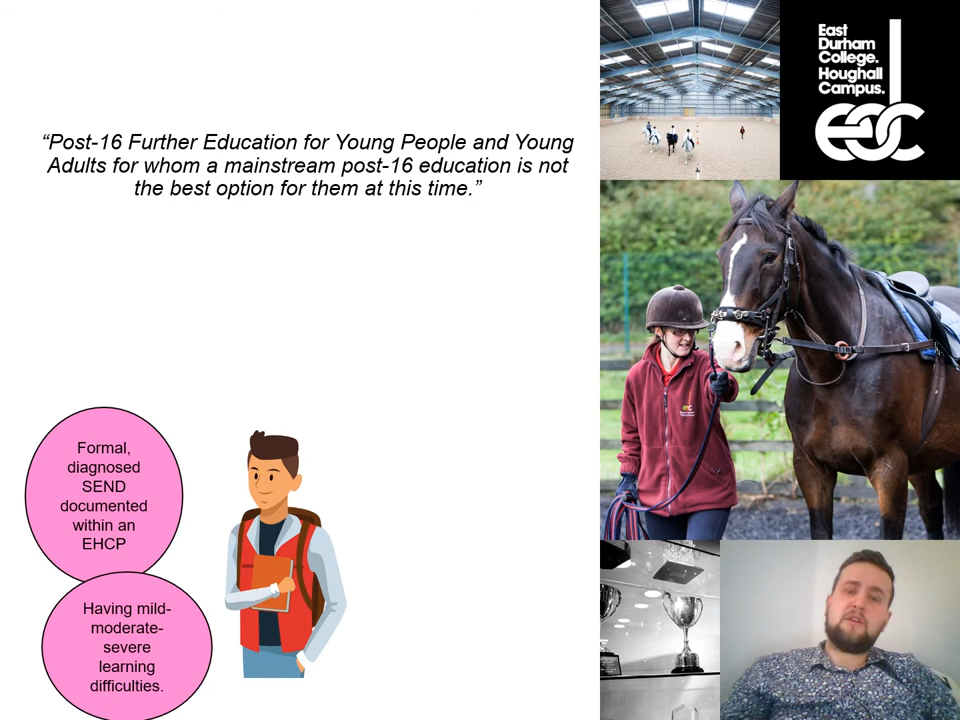 “Post-16 Further Education for Young People and Young
Adults for whom a mainstream post-16 education is not
the best option for them at this time.”
East
Durham
College.
Houghall
Campus.
edc
edc
Formal,
diagnosed
SEND
documented
within an
EHCP
Having mild-
moderate-
severe
learning
difficulties.